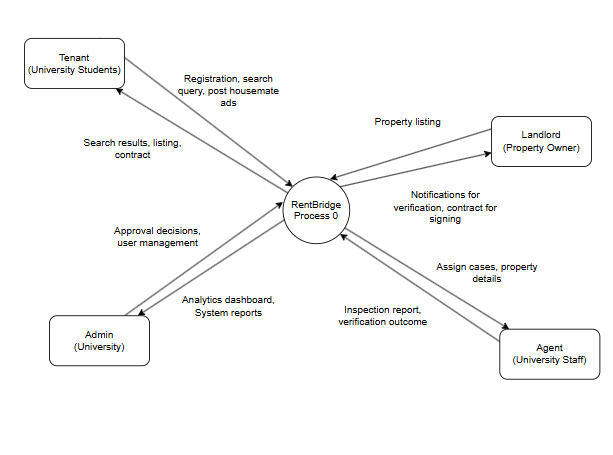 Tenant
(University Students)
Registration, search
query, post housemate
ads
Property listing
Landlord
(Property Owner)
Search results, listing,
contract
RentBridge
Process 0
Notifications for
verification, contract for
signing
Approval decisions,
user management
Assign cases, property
details
Analytics dashboard,
System reports
Inspection report,
verification outcome
Admin
(University)
Agent
(University Staff)